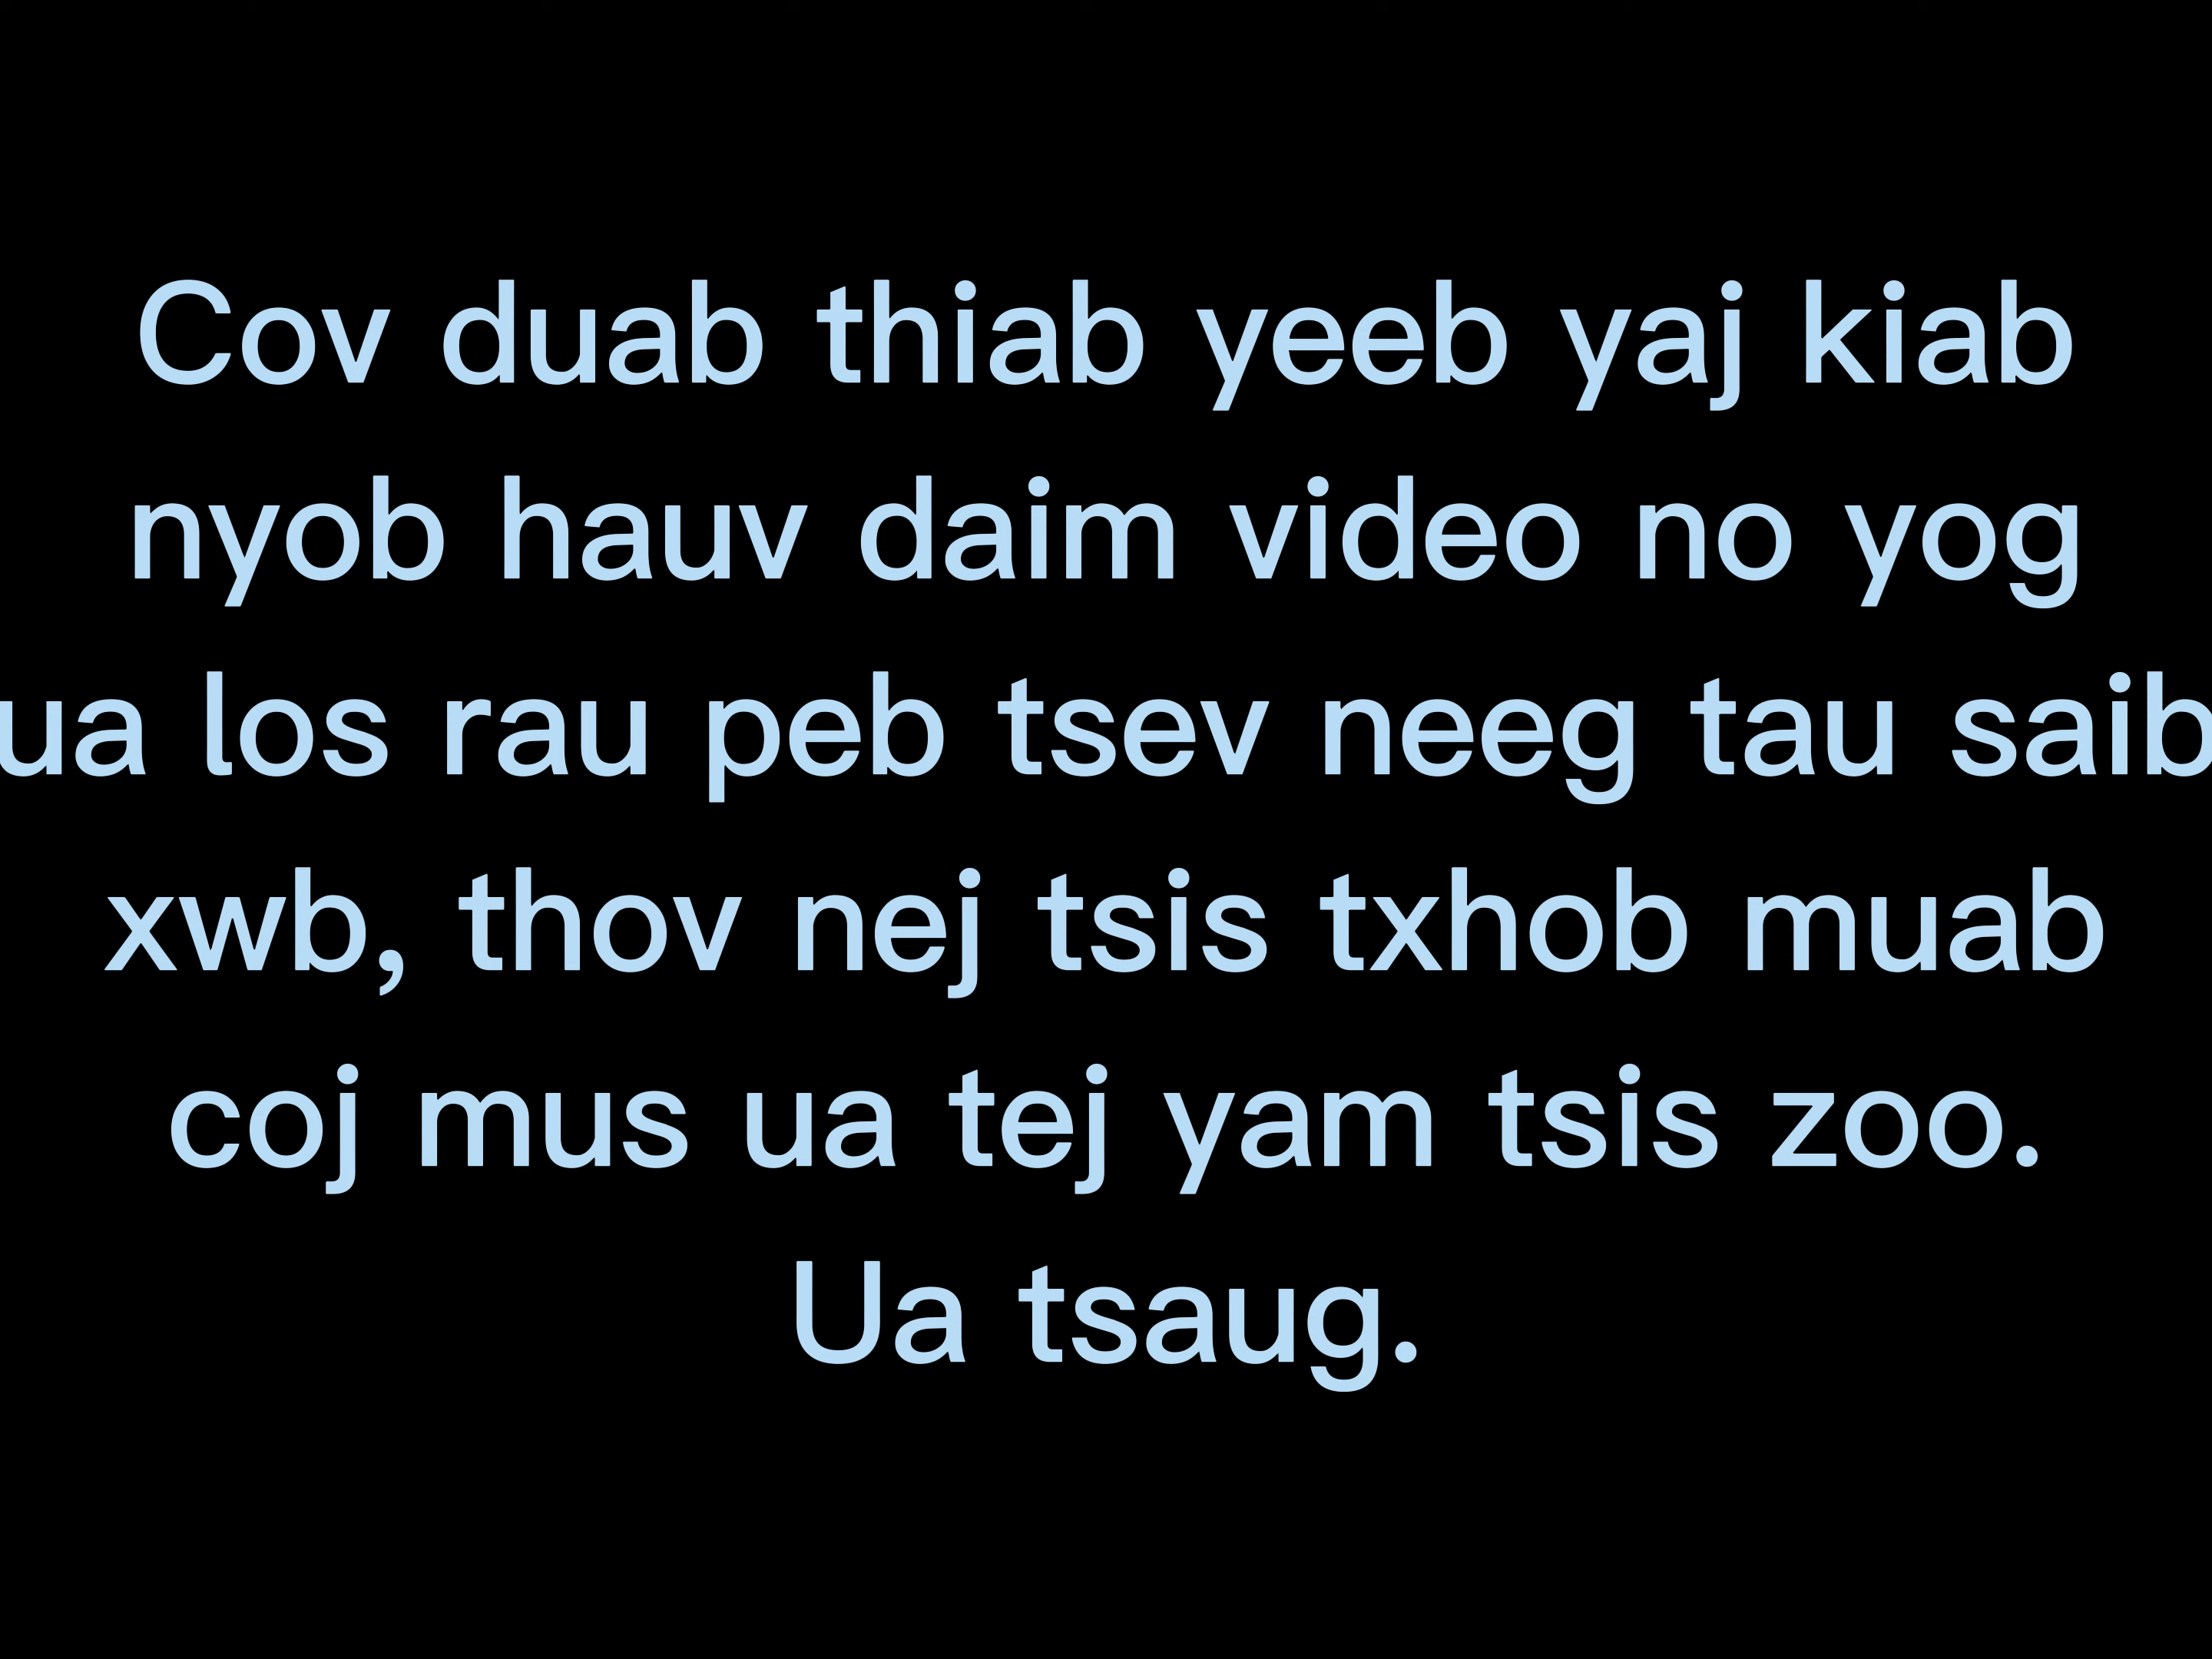 Cov duab thiab yeeb yaj kiab
nyob hauv daim video no yog
ua los rau peb tsev neeg tau saib
xwb, thov nej tsis txhob muab
coj mus ua tej yam tsis zoo.
Ua tsaug.